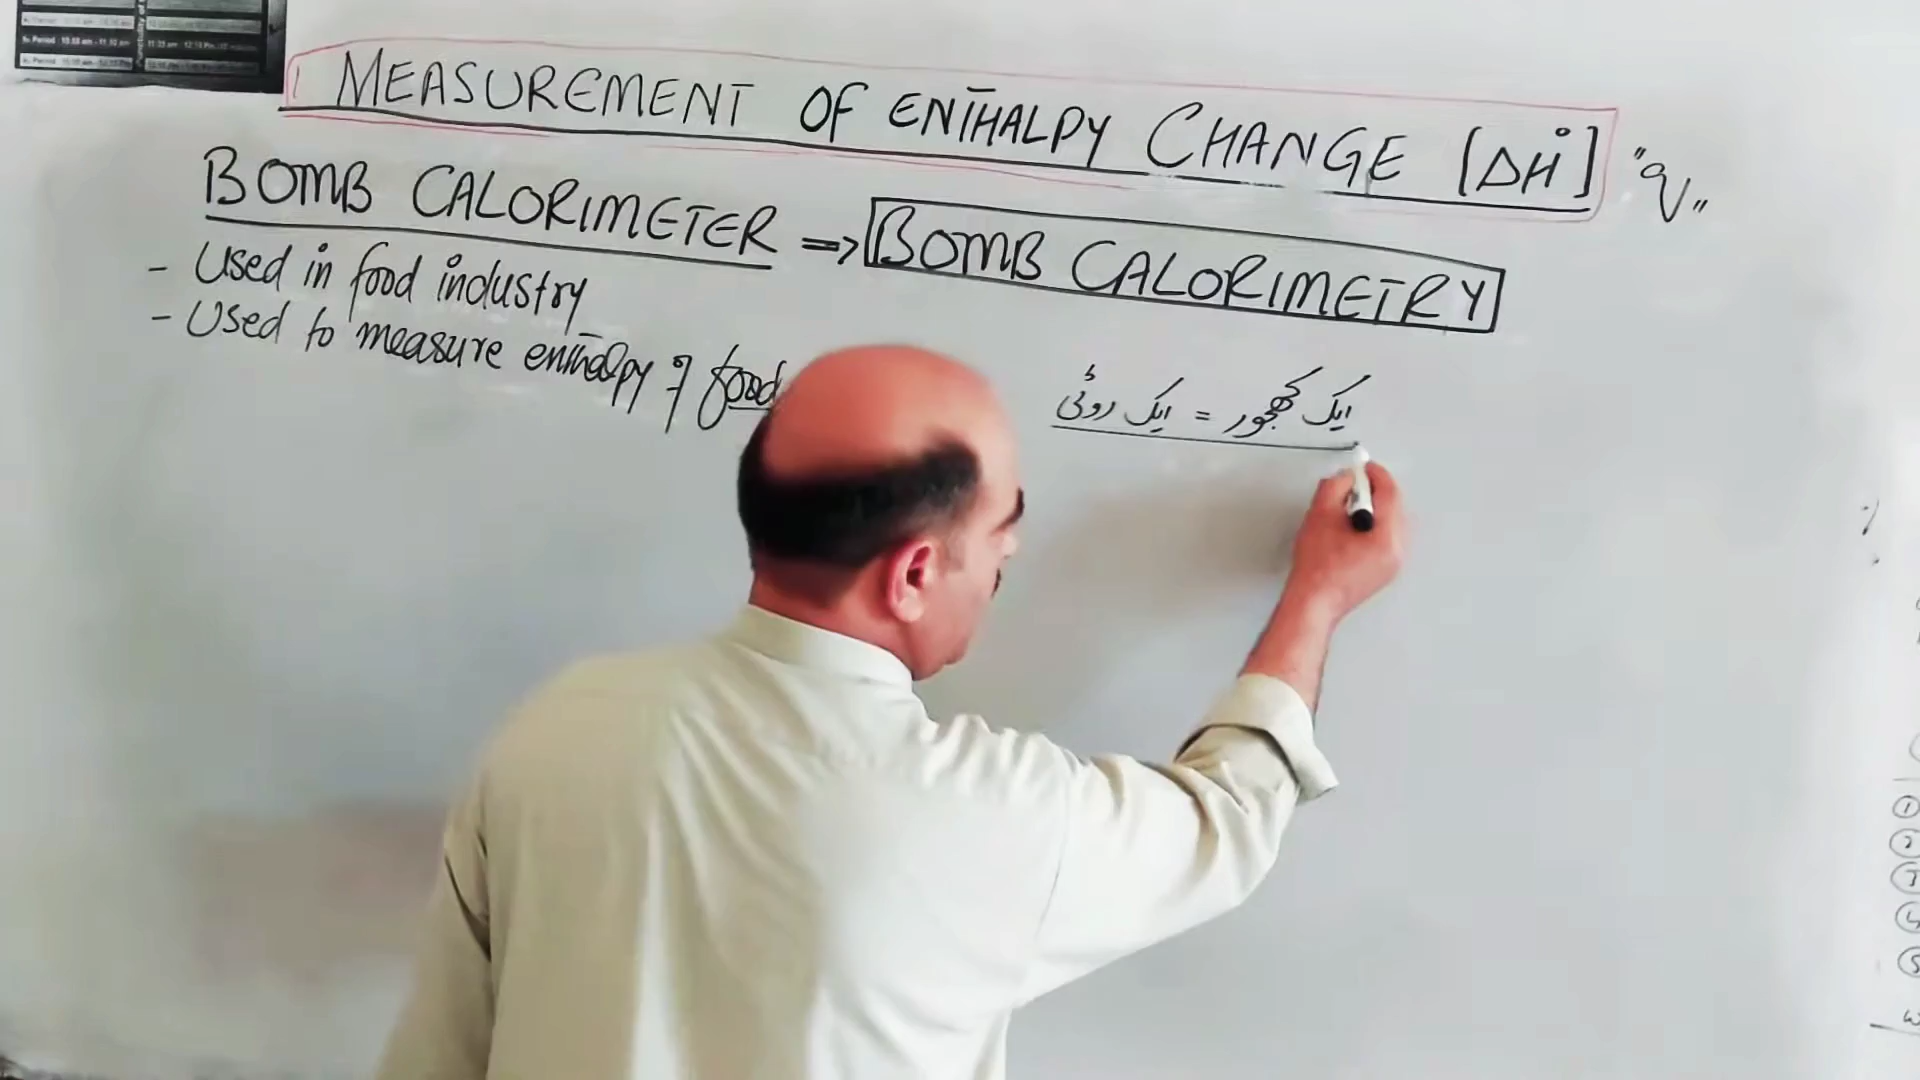 MEASUREMENT OF ENTHALPY CHANGE [ΔH°] "q"
BOMB CALORIMETER ⇒ BOMB CALORIMETRY
- Used in food industry
- Used to measure enthalpy of food
ایک کھجور = ایک روٹی